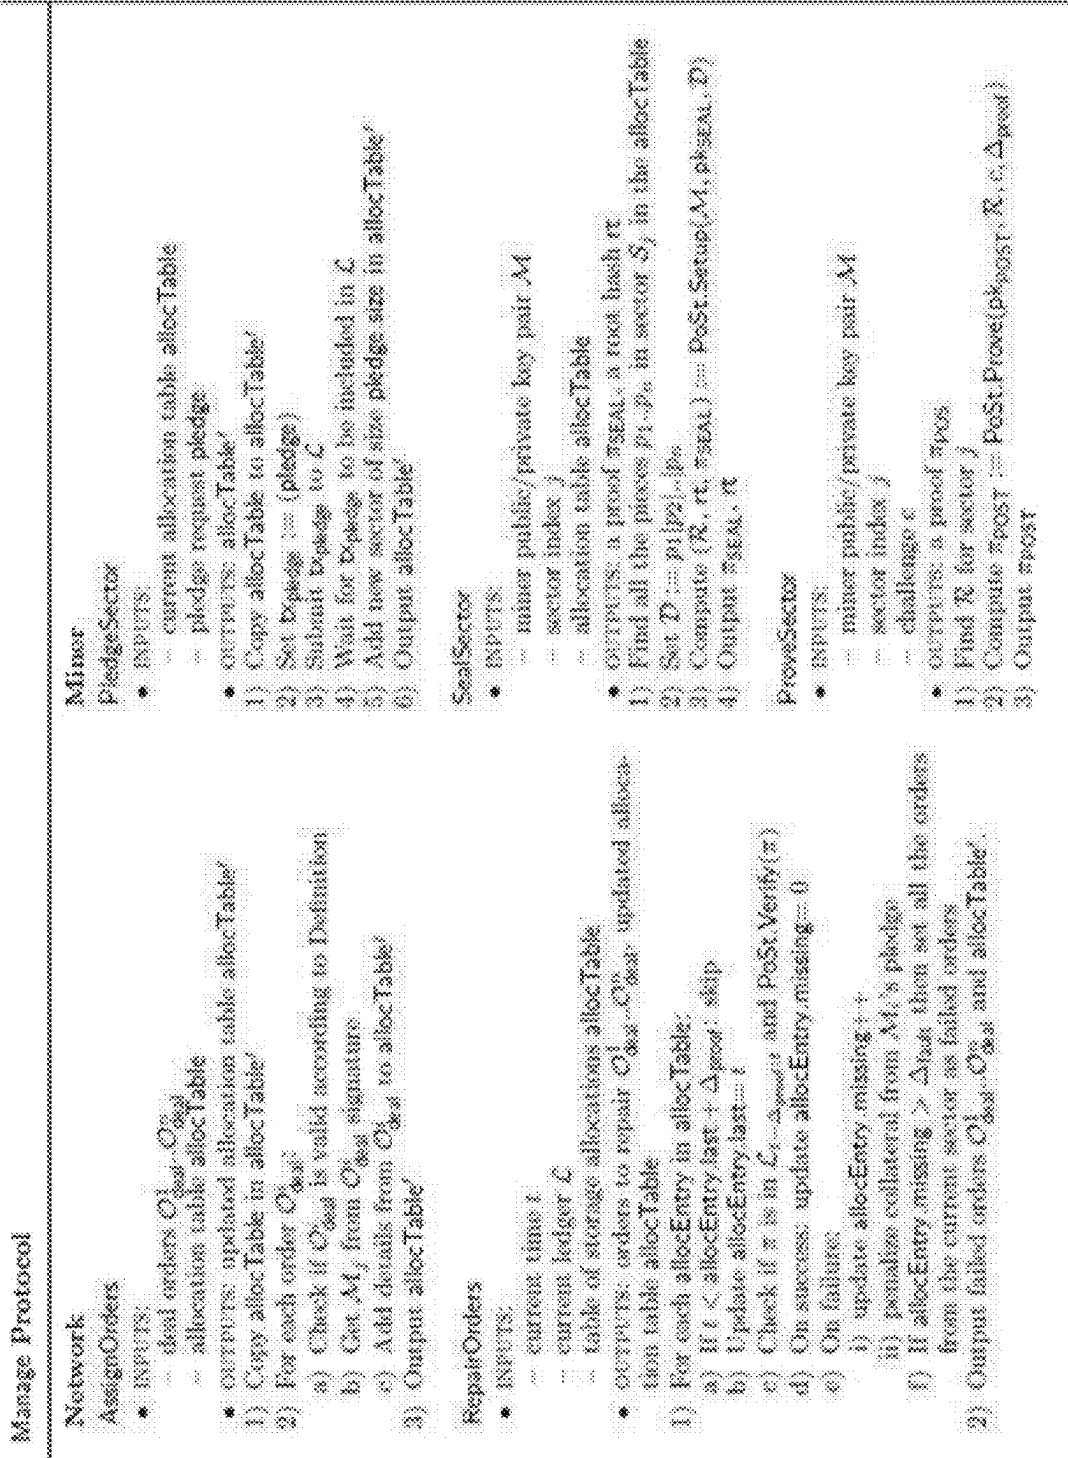 Manage Protocol
Network
AssignOrders
• INPUTS:
– deal orders O¹deal..Oⁿdeal
– allocation table allocTable
• OUTPUTS: updated allocation table allocTable′
1) Copy allocTable in allocTable′
2) For each order Oⁱdeal:
a) Check if Oⁱdeal is valid according to Definition
b) Get Mj from Oⁱdeal signature
c) Add details from Oⁱdeal to allocTable′
3) Output allocTable′
RepairOrders
• INPUTS:
– current time t
– current ledger L
– table of storage allocations allocTable
• OUTPUTS: orders to repair O¹deal..Oⁿdeal, updated alloca-
tion table allocTable
1) For each allocEntry in allocTable:
a) If t < allocEntry.last + Δproof: skip
b) Update allocEntry.last = t
c) Check if π is in Lt−Δproof:t and PoSt.Verify(π)
d) On success: update allocEntry.missing = 0
e) On failure:
i) update allocEntry.missing++
ii) penalize collateral from Mi's pledge
f) If allocEntry.missing > Δfault then set all the orders
from the current sector as failed orders
2) Output failed orders O¹deal..Oⁿdeal and allocTable′.
Minor
PledgeSector
• INPUTS:
– current allocation table allocTable
– pledge request pledge
• OUTPUTS: allocTable′
1) Copy allocTable to allocTable′
2) Set txpledge := (pledge)
3) Submit txpledge to L
4) Wait for txpledge to be included in L
5) Add new sector of size pledge size in allocTable′
6) Output allocTable′
SealSector
• INPUTS:
– minor public/private key pair M
– sector index j
– allocation table allocTable
• OUTPUTS: a proof πSEAL, a root hash rt
1) Find all the pieces p1..pn in sector Sj in the allocTable
2) Set D := p1|p2|..|pn
3) Compute (R, rt, πSEAL) := PoSt.Setup(M, pkSEAL, D)
4) Output πSEAL, rt
ProveSector
• INPUTS:
– minor public/private key pair M
– sector index j
– challenge c
• OUTPUTS: a proof πPOS
1) Find R for sector j
2) Compute πPOST := PoSt.Prove(pkPOST, R, c, Δproof)
3) Output πPOST